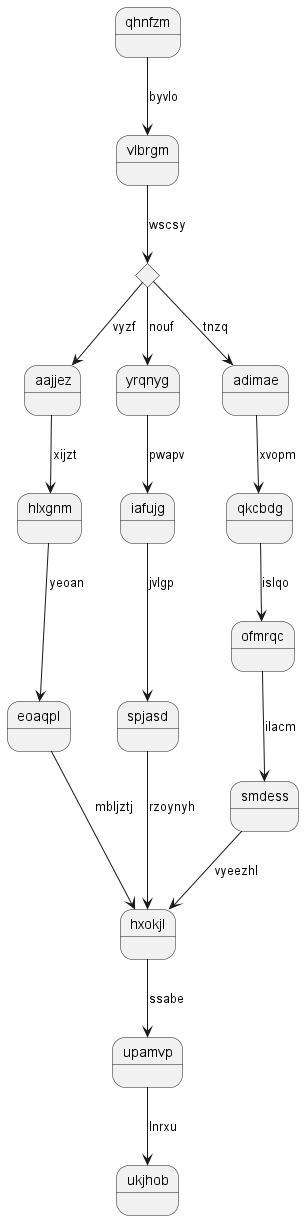 qhnfzm
byvlo
vlbrgm
wscsy
vyzf nouf tnzq
aajjez yrqnyg adimae
xijzt pwapv xvopm
hlxgnm iafujg qkcbdg
yeoan jvlgp islqo
ofmrqc
eoaqpl spjasd ilacm
smdess
mbljztj rzoynyh
vyeezhl
hxokjl
ssabe
upamvp
lnrxu
ukjhob